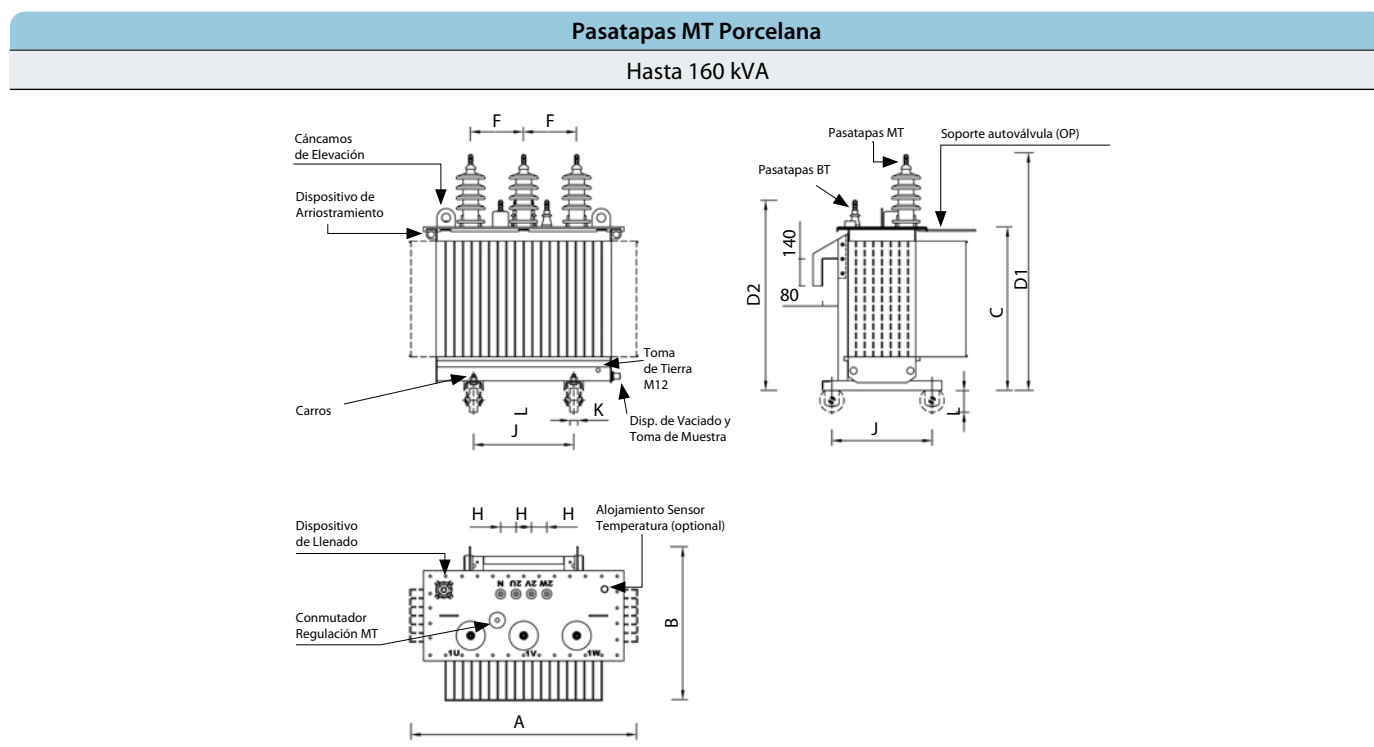 Pasatapas MT Porcelana
Hasta 160 kVA
F F
Cáncamos
de Elevación
Dispositivo de
Arriostramiento
Carros
Toma
de Tierra
M12
Disp. de Vaciado y
Toma de Muestra
L
K
J
Pasatapas MT
Soporte autoválvula (OP)
Pasatapas BT
140
80
D2
C
D1
L
J
H H H
Alojamiento Sensor
Temperatura (optional)
Dispositivo
de Llenado
N 2U 2V 2W
Conmutador
Regulación MT
1U 1V 1W
B
A